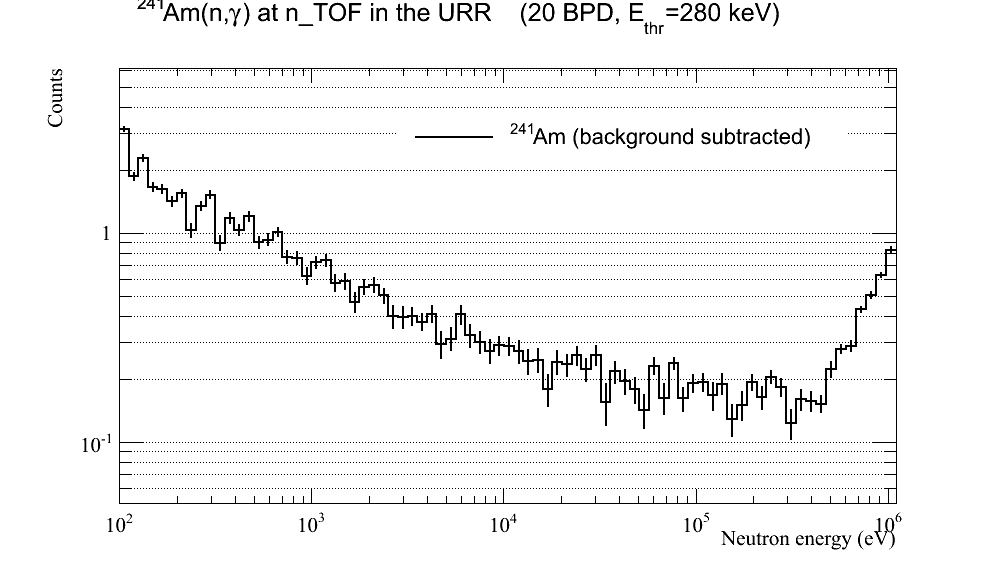 ²⁴¹Am(n,γ) at n_TOF in the URR (20 BPD, E_thr=280 keV)
Counts
²⁴¹Am (background subtracted)
1
10⁻¹
10² 10³ 10⁴ 10⁵ 10⁶
Neutron energy (eV)